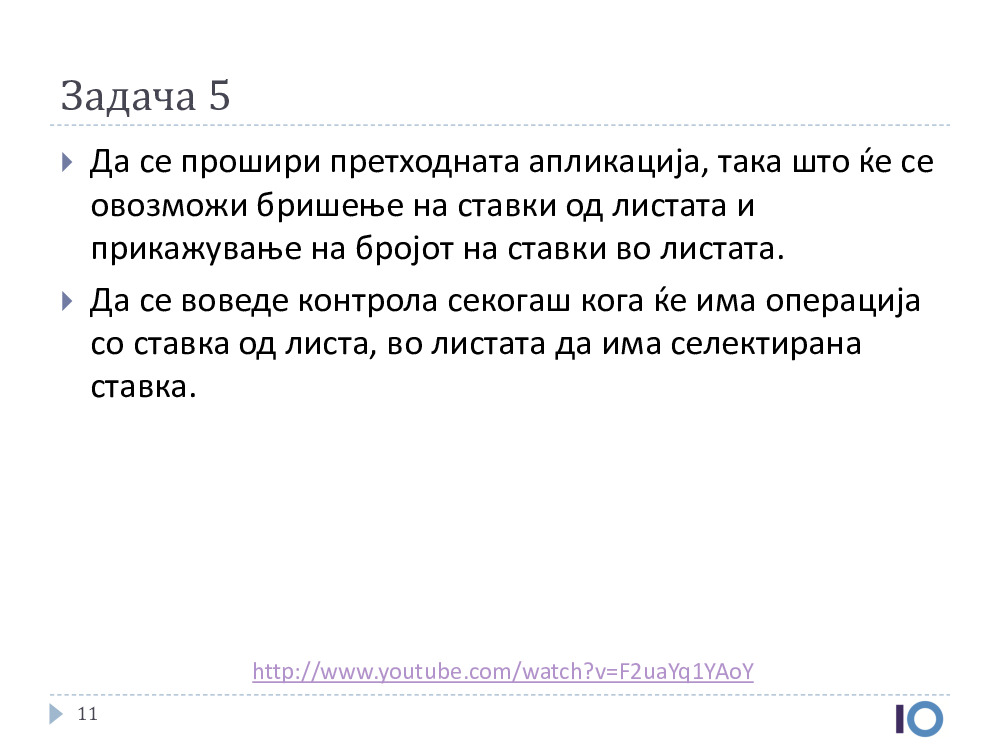 Задача 5
Да се прошири претходната апликација, така што ќе се
овозможи бришење на ставки од листата и
прикажување на бројот на ставки во листата.
Да се воведе контрола секогаш кога ќе има операција
со ставка од листа, во листата да има селектирана
ставка.
http://www.youtube.com/watch?v=F2uaYq1YAoY
11
IO